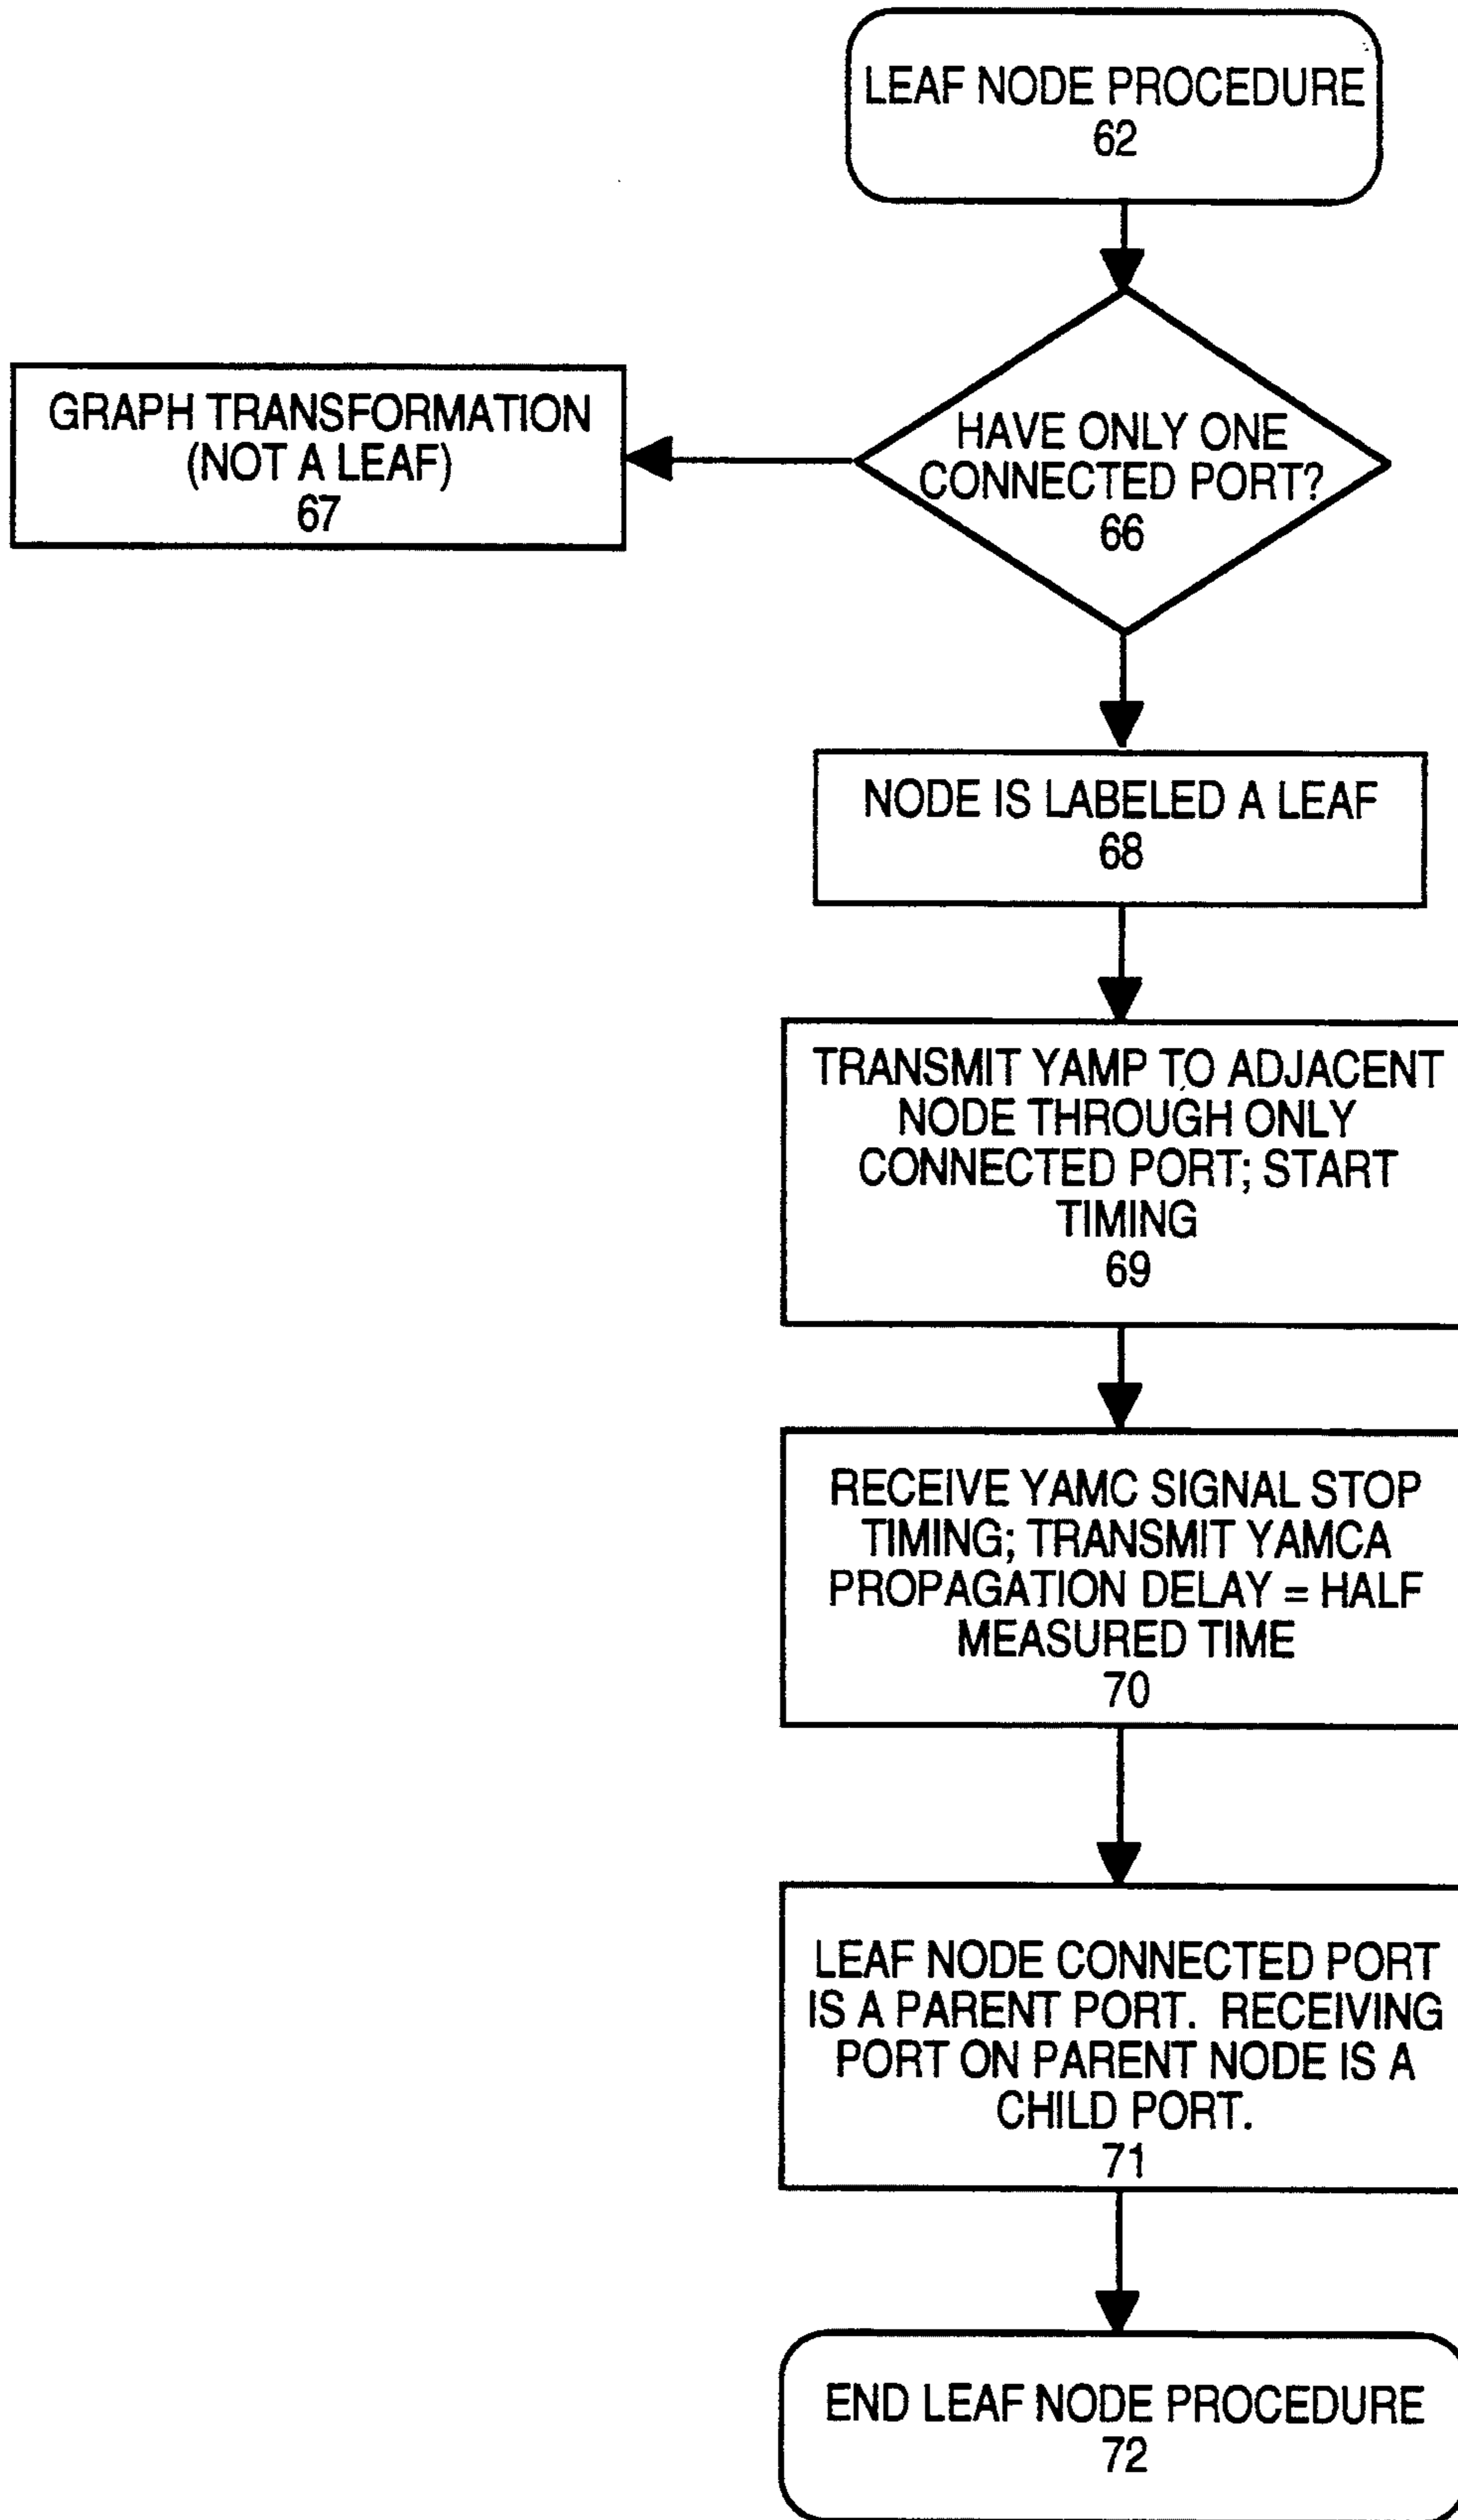 LEAF NODE PROCEDURE
62
HAVE ONLY ONE
CONNECTED PORT?
66
GRAPH TRANSFORMATION
(NOT A LEAF)
67
NODE IS LABELED A LEAF
68
TRANSMIT YAMP TO ADJACENT
NODE THROUGH ONLY
CONNECTED PORT; START
TIMING
69
RECEIVE YAMC SIGNAL STOP
TIMING; TRANSMIT YAMCA
PROPAGATION DELAY = HALF
MEASURED TIME
70
LEAF NODE CONNECTED PORT
IS A PARENT PORT. RECEIVING
PORT ON PARENT NODE IS A
CHILD PORT.
71
END LEAF NODE PROCEDURE
72